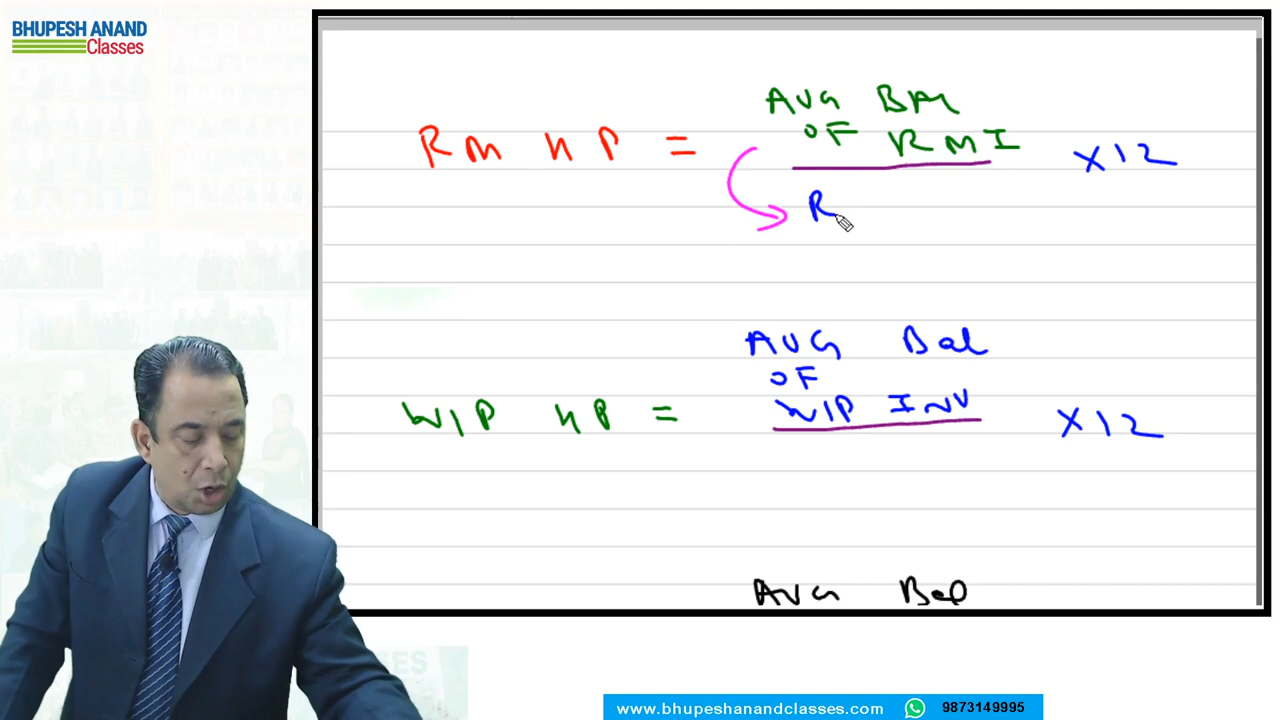 BHUPESH ANAND
Classes
AVG BAL
RM HP = OF RMI X12
R
AVG Bal
OF
WIP HP = WIP INV X12
AVG Bal
www.bhupeshanandclasses.com 9873149995